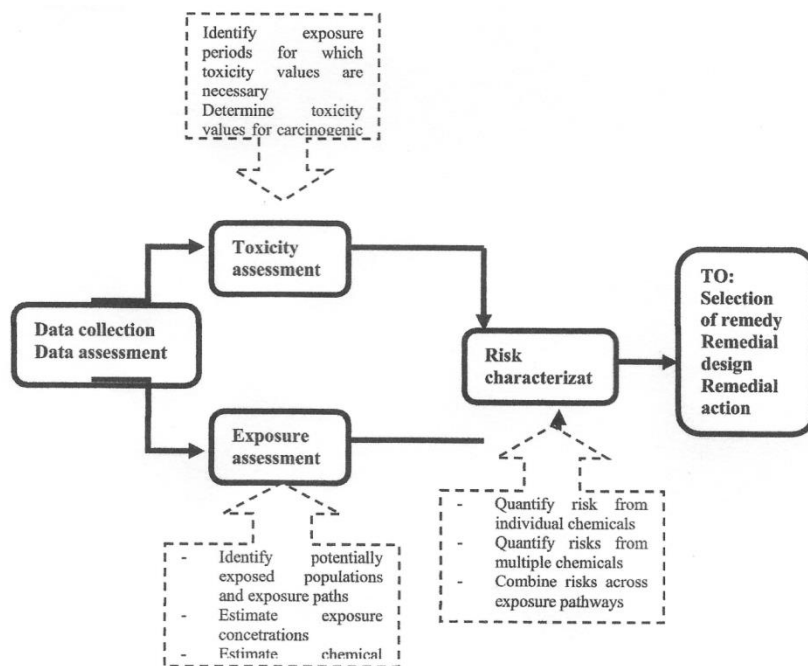 Identify exposure
periods for which
toxicity values are
necessary
Determine toxicity
values for carcinogenic
Toxicity
assessment
TO:
Selection
of remedy
Remedial
design
Remedial
action
Data collection
Data assessment
Risk
characterizat
Exposure
assessment
- Quantify risk from
individual chemicals
- Quantify risks from
multiple chemicals
- Combine risks across
exposure pathways
- Identify potentially
exposed populations
and exposure paths
- Estimate exposure
concetrations
- Estimate chemical